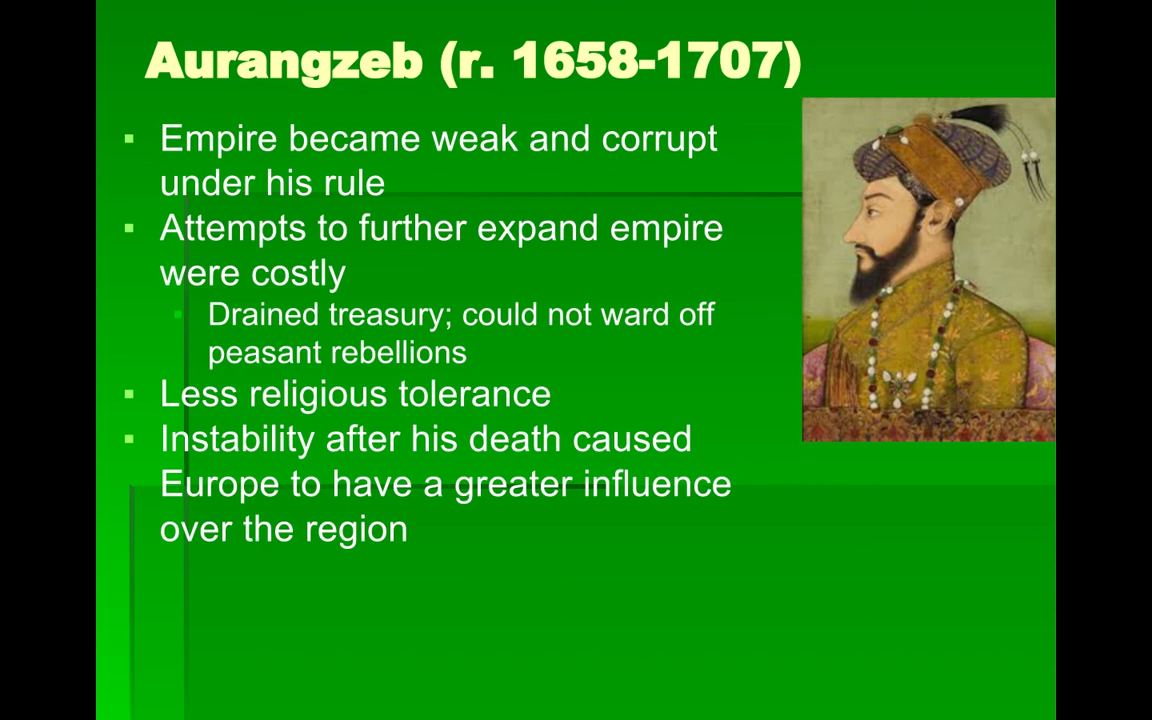 Aurangzeb (r. 1658-1707)
▪ Empire became weak and corrupt
under his rule
▪ Attempts to further expand empire
were costly
▪ Drained treasury; could not ward off
peasant rebellions
▪ Less religious tolerance
▪ Instability after his death caused
Europe to have a greater influence
over the region